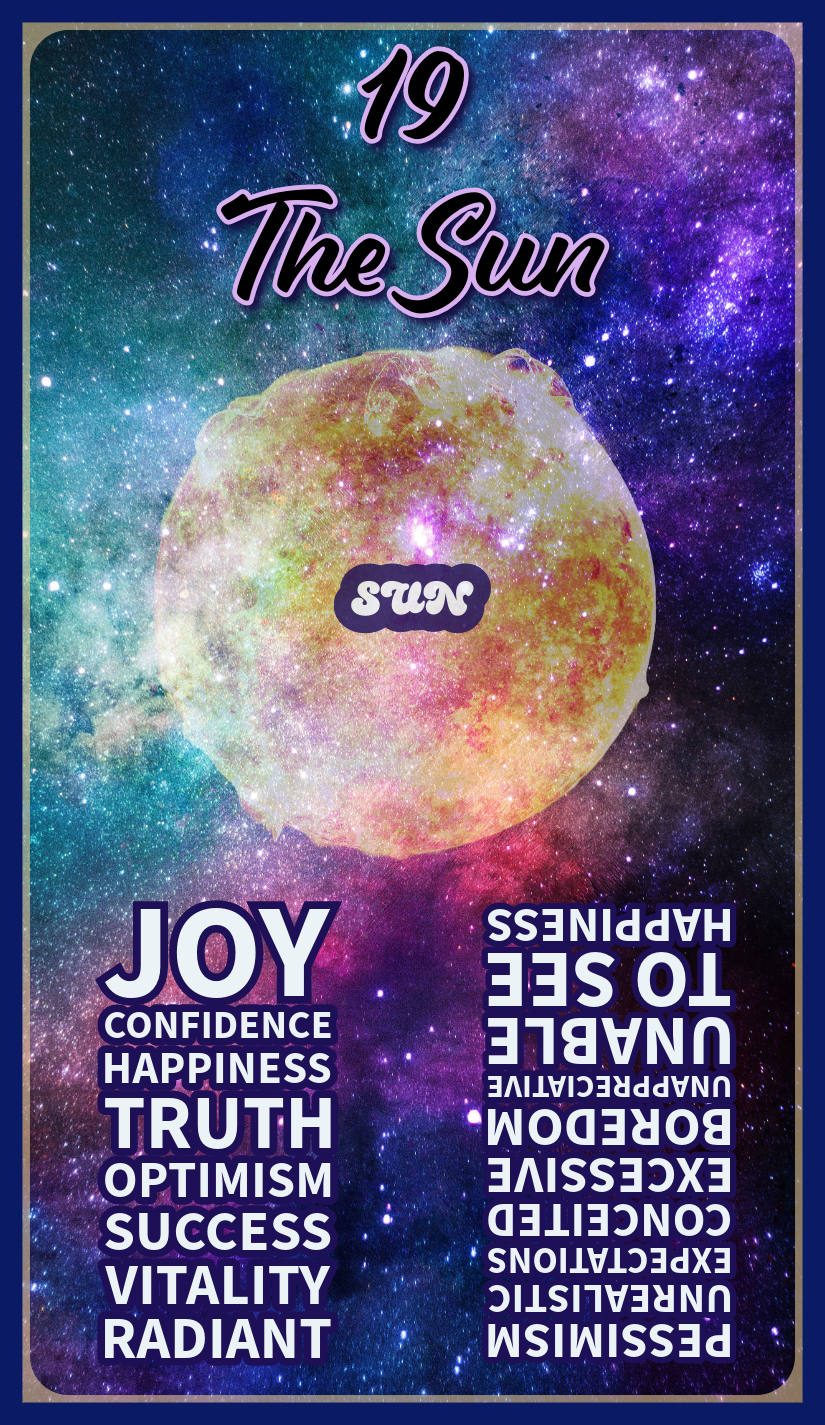 19
The Sun
SUN
JOY
CONFIDENCE
HAPPINESS
TRUTH
OPTIMISM
SUCCESS
VITALITY
RADIANT
PESSIMISM
UNREALISTIC
EXPECTATIONS
CONCEITED
EXCESSIVE
BOREDOM
UNAPPRECIATIVE
UNABLE
TO SEE
HAPPINESS